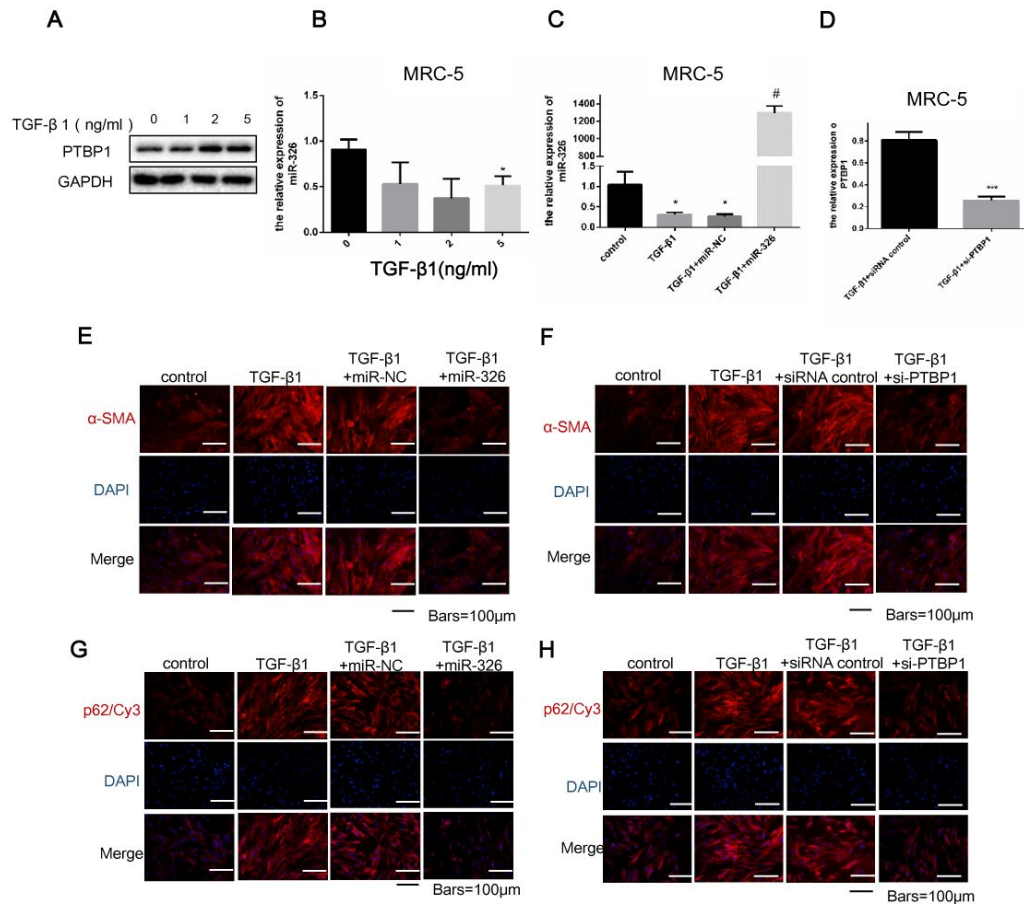 A
TGF-β 1 ( ng/ml) 0 1 2 5
PTBP1
GAPDH
B
MRC-5
the relative expression of
miR-326
1.5
1.0
0.5
0.0
*
0 1 2 5
TGF-β1(ng/ml)
C
MRC-5
the relative expression of
miR-326
1400
1200
1000
800
1.5
1.0
0.5
0.0
* * #
control
TGF-β1
TGF-β1+miR-NC
TGF-β1+miR-326
D
MRC-5
the relative expression o
PTBP1
0.8
0.6
0.4
0.2
0.0
***
TGF-β1+siRNA control
TGF-β1+si-PTBP1
E
control TGF-β1 TGF-β1 TGF-β1
+miR-NC +miR-326
α-SMA
DAPI
Merge
Bars=100μm
F
control TGF-β1 TGF-β1 TGF-β1
+siRNA control +si-PTBP1
α-SMA
DAPI
Merge
Bars=100μm
G
control TGF-β1 TGF-β1 TGF-β1
+miR-NC +miR-326
p62/Cy3
DAPI
Merge
Bars=100μm
H
control TGF-β1 TGF-β1 TGF-β1
+siRNA control +si-PTBP1
p62/Cy3
DAPI
Merge
Bars=100μm